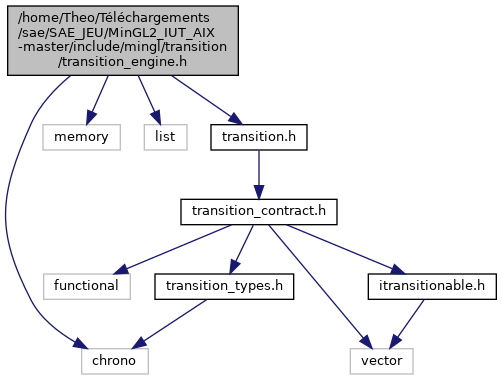 /home/Theo/Téléchargements
/sae/SAE_JEU/MinGL2_IUT_AIX
-master/include/mingl/transition
/transition_engine.h
memory
list
transition.h
transition_contract.h
functional
transition_types.h
itransitionable.h
chrono
vector